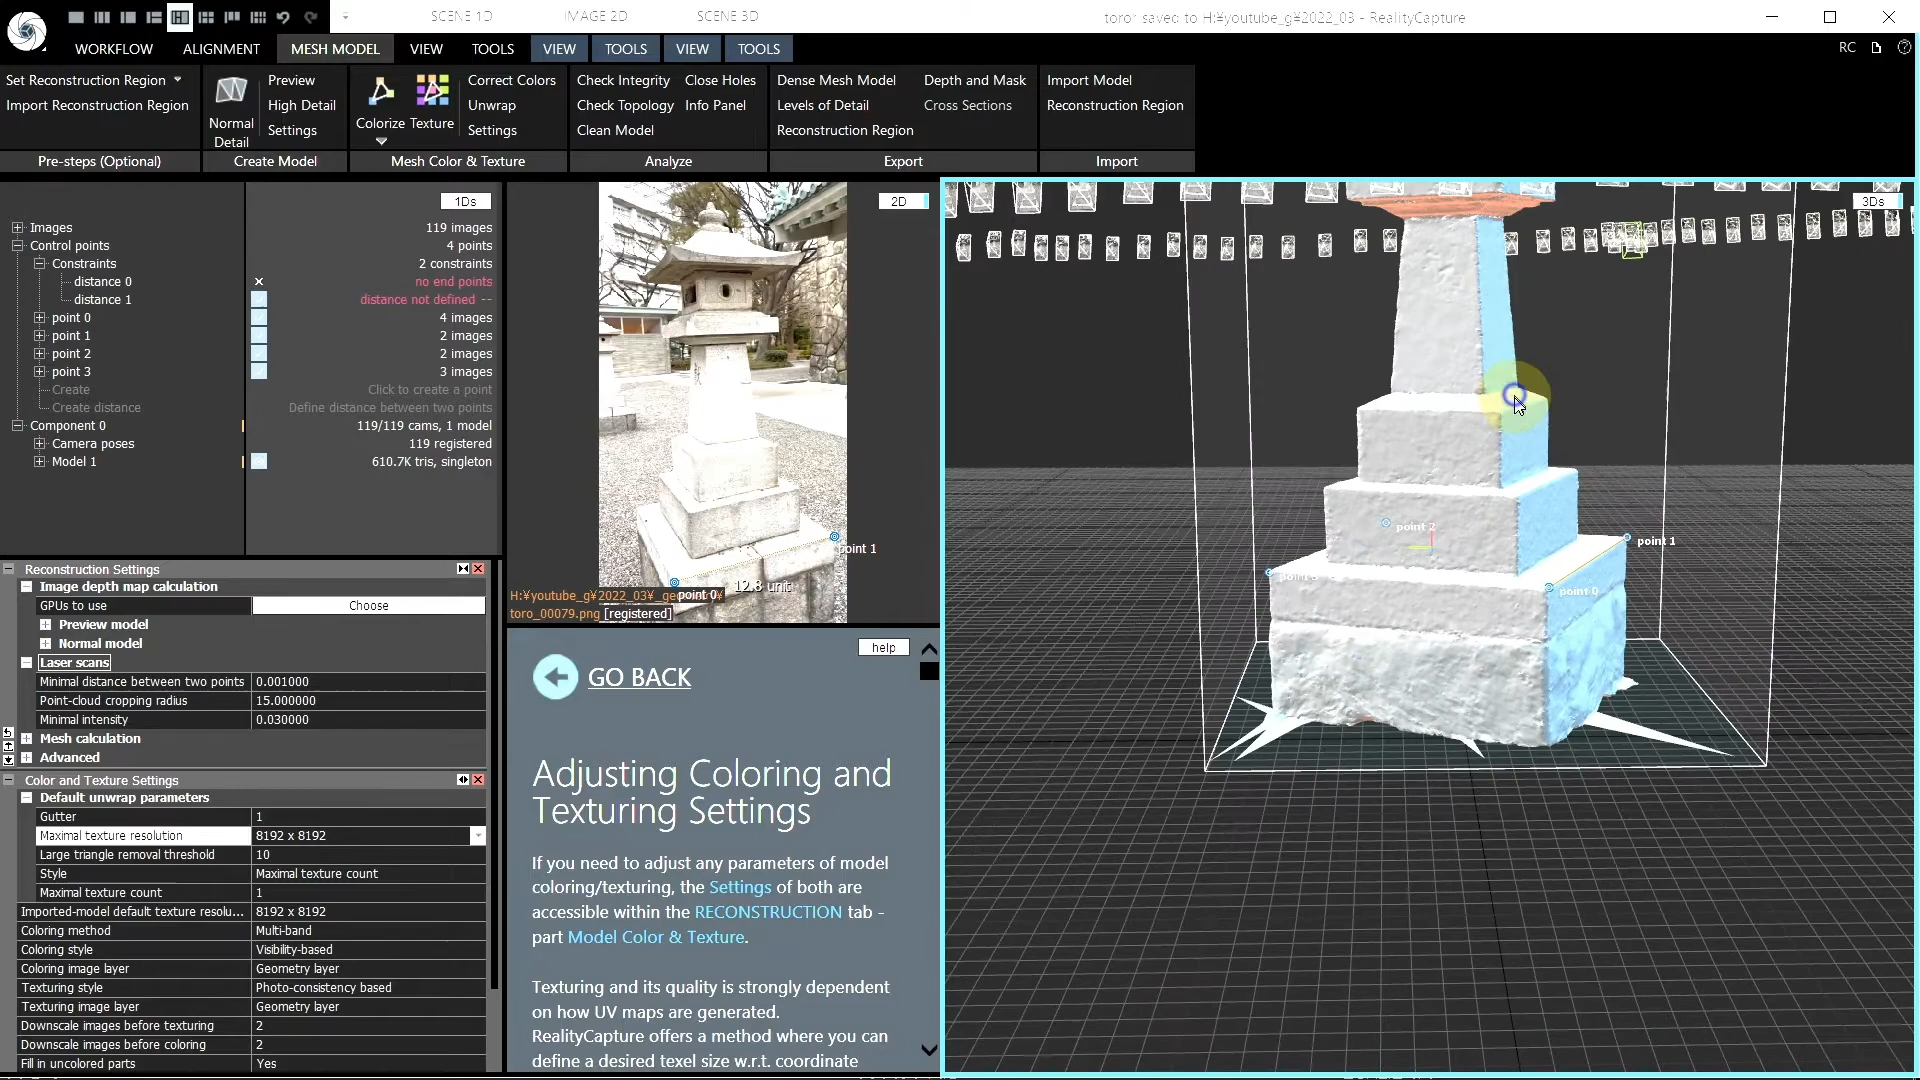 SCENE 1D
IMAGE 2D
SCENE 3D
toro* saved to H:¥youtube_g¥2022_03 - RealityCapture
WORKFLOW
ALIGNMENT
MESH MODEL
VIEW
TOOLS
VIEW
TOOLS
VIEW
TOOLS
RC
Set Reconstruction Region
Import Reconstruction Region
Pre-steps (Optional)
Normal
Detail
Preview
High Detail
Settings
Create Model
Colorize
Texture
Correct Colors
Unwrap
Settings
Mesh Color & Texture
Check Integrity
Check Topology
Clean Model
Close Holes
Info Panel
Analyze
Dense Mesh Model
Levels of Detail
Reconstruction Region
Depth and Mask
Cross Sections
Export
Import Model
Reconstruction Region
Import
1Ds
Images 119 images
Control points 4 points
Constraints 2 constraints
distance 0 no end points
distance 1 distance not defined --
point 0 4 images
point 1 2 images
point 2 2 images
point 3 3 images
Create Click to create a point
Create distance Define distance between two points
Component 0 119/119 cams, 1 model
Camera poses 119 registered
Model 1 610.7K tris, singleton
Reconstruction Settings
Image depth map calculation
GPUs to use Choose
Preview model
Normal model
Laser scans
Minimal distance between two points 0.001000
Point-cloud cropping radius 15.000000
Minimal intensity 0.030000
Mesh calculation
Advanced
Color and Texture Settings
Default unwrap parameters
Gutter 1
Maximal texture resolution 8192 x 8192
Large triangle removal threshold 10
Style Maximal texture count
Maximal texture count 1
Imported-model default texture resolu... 8192 x 8192
Coloring method Multi-band
Coloring style Visibility-based
Coloring image layer Geometry layer
Texturing style Photo-consistency based
Texturing image layer Geometry layer
Downscale images before texturing 2
Downscale images before coloring 2
Fill in uncolored parts Yes
2D
point 1
12.8 unit
point 0
toro_00079.png [registered]
help
GO BACK
Adjusting Coloring and
Texturing Settings
If you need to adjust any parameters of model
coloring/texturing, the Settings of both are
accessible within the RECONSTRUCTION tab -
part Model Color & Texture.
Texturing and its quality is strongly dependent
on how UV maps are generated.
RealityCapture offers a method where you can
define a desired texel size w.r.t. coordinate
3Ds
point 2
point 1
point 0